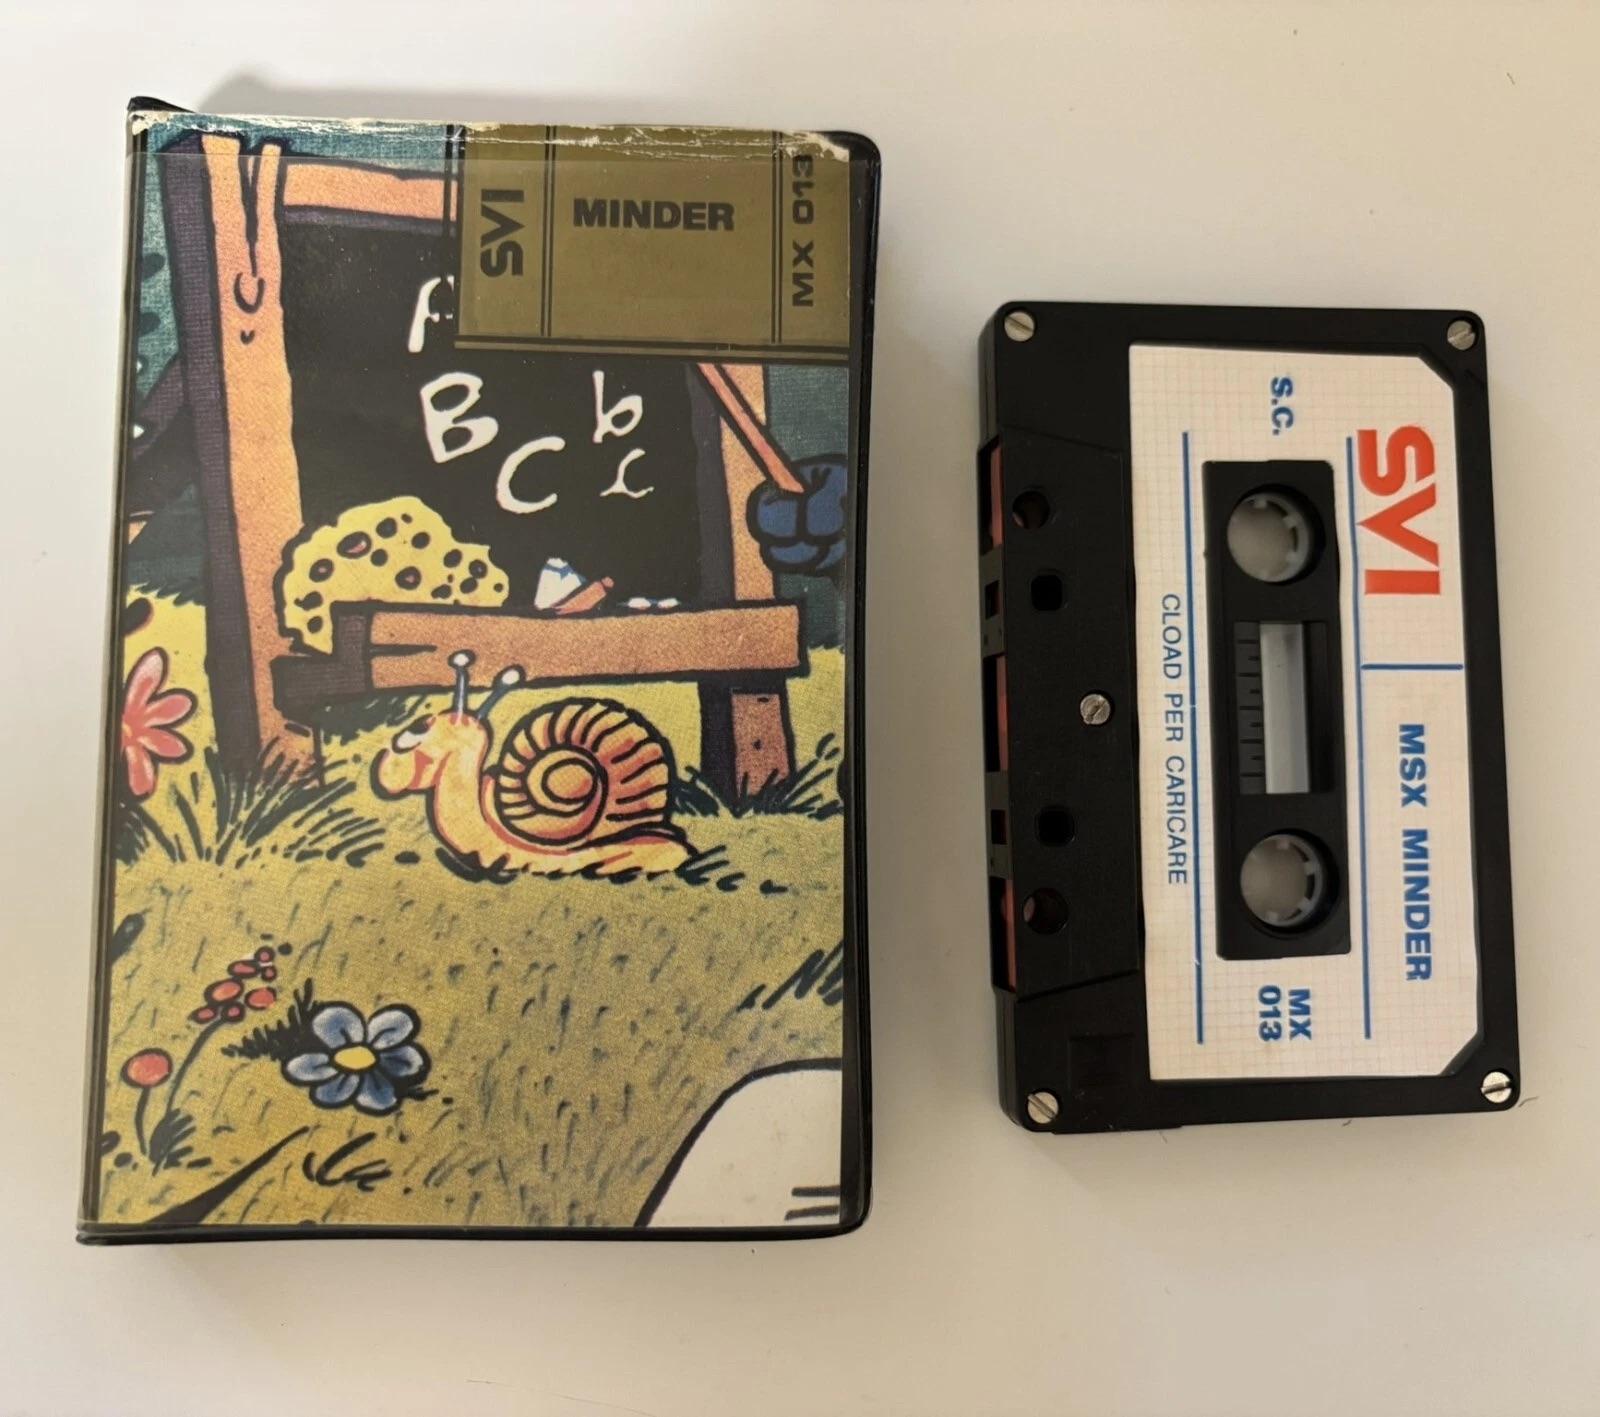 SVI
MINDER
MX 013
A
B b
C c
S.C.
SVI
MSX MINDER
MX
013
CLOAD PER CARICARE